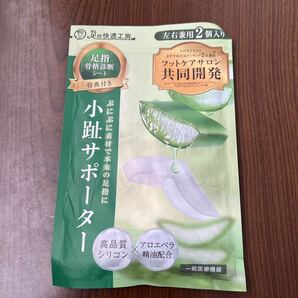 足の快適工房
左右兼用2個入り
足指
骨格診断
シート
特典付き
フットケアサロン
共同開発
ぷにぷに素材で本来の足指に
小趾サポーター
高品質
シリコン
×
アロエベラ
精油配合
一般医療機器